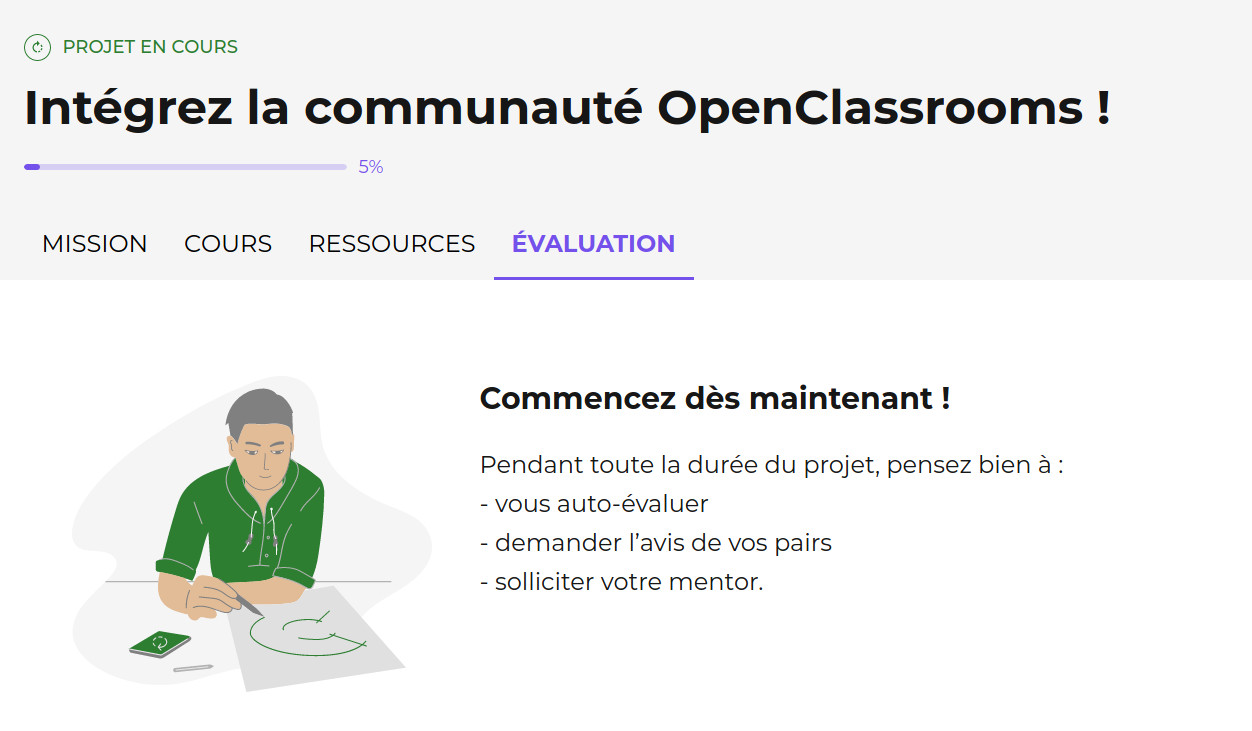 PROJET EN COURS
Intégrez la communauté OpenClassrooms !
5%
MISSION COURS RESSOURCES ÉVALUATION
Commencez dès maintenant !
Pendant toute la durée du projet, pensez bien à :
- vous auto-évaluer
- demander l’avis de vos pairs
- solliciter votre mentor.